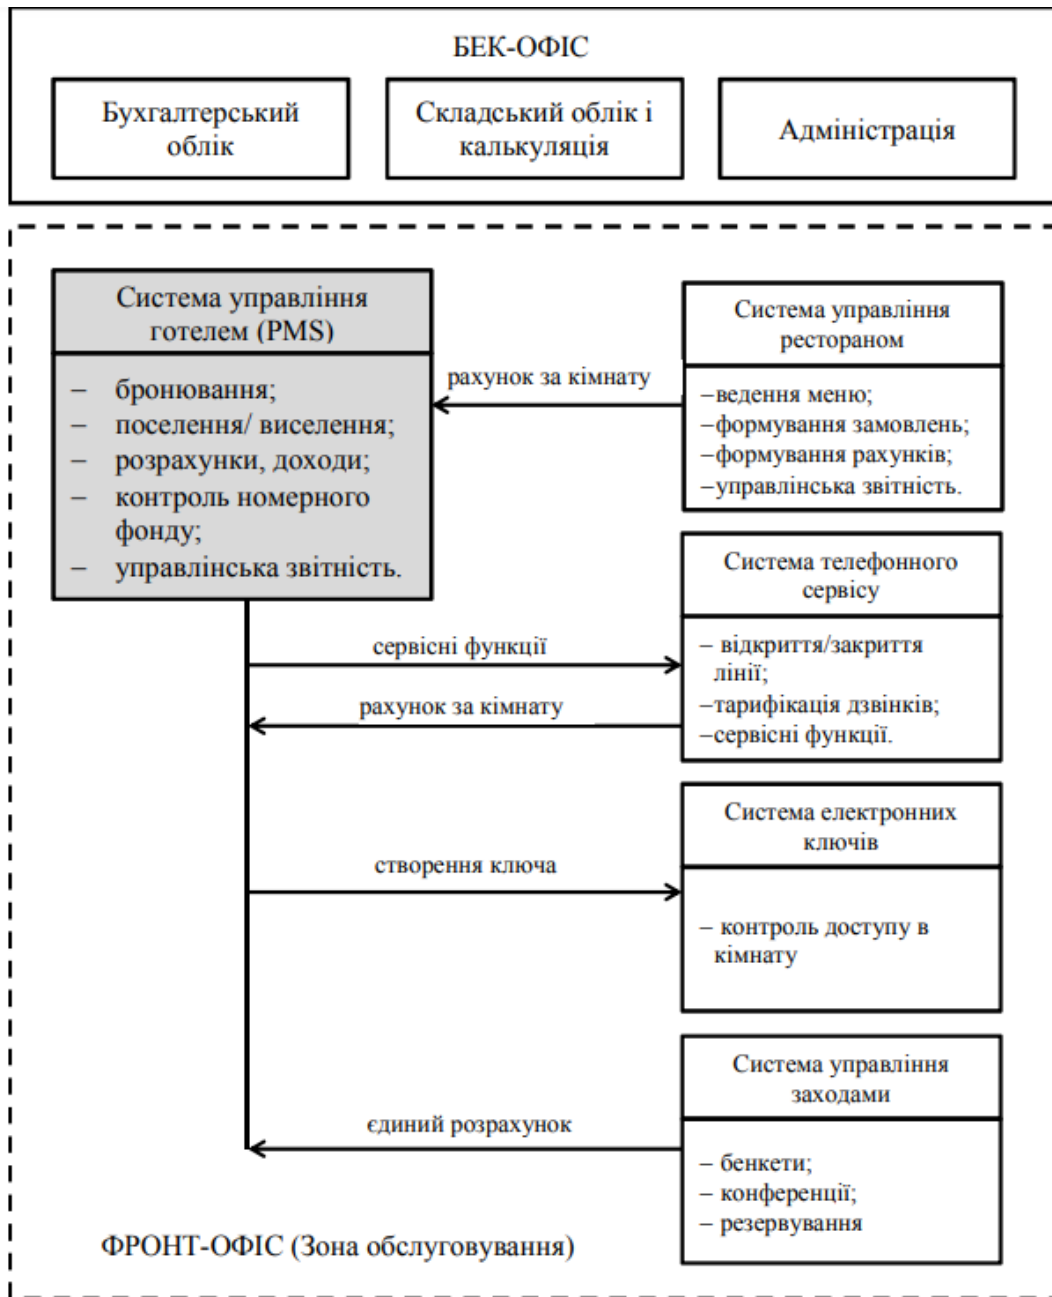 БЕК-ОФІС
Бухгалтерський
облік
Складський облік і
калькуляція
Адміністрація
Система управління
готелем (PMS)
– бронювання;
– поселення/ виселення;
– розрахунки, доходи;
– контроль номерного
фонду;
– управлінська звітність.
рахунок за кімнату
Система управління
рестораном
–ведення меню;
–формування замовлень;
–формування рахунків;
–управлінська звітність.
Система телефонного
сервісу
– відкриття/закриття
лінії;
–тарифікація дзвінків;
–сервісні функції.
сервісні функції
рахунок за кімнату
Система електронних
ключів
– контроль доступу в
кімнату
створення ключа
Система управління
заходами
– бенкети;
– конференції;
– резервування
єдиний розрахунок
ФРОНТ-ОФІС (Зона обслуговування)